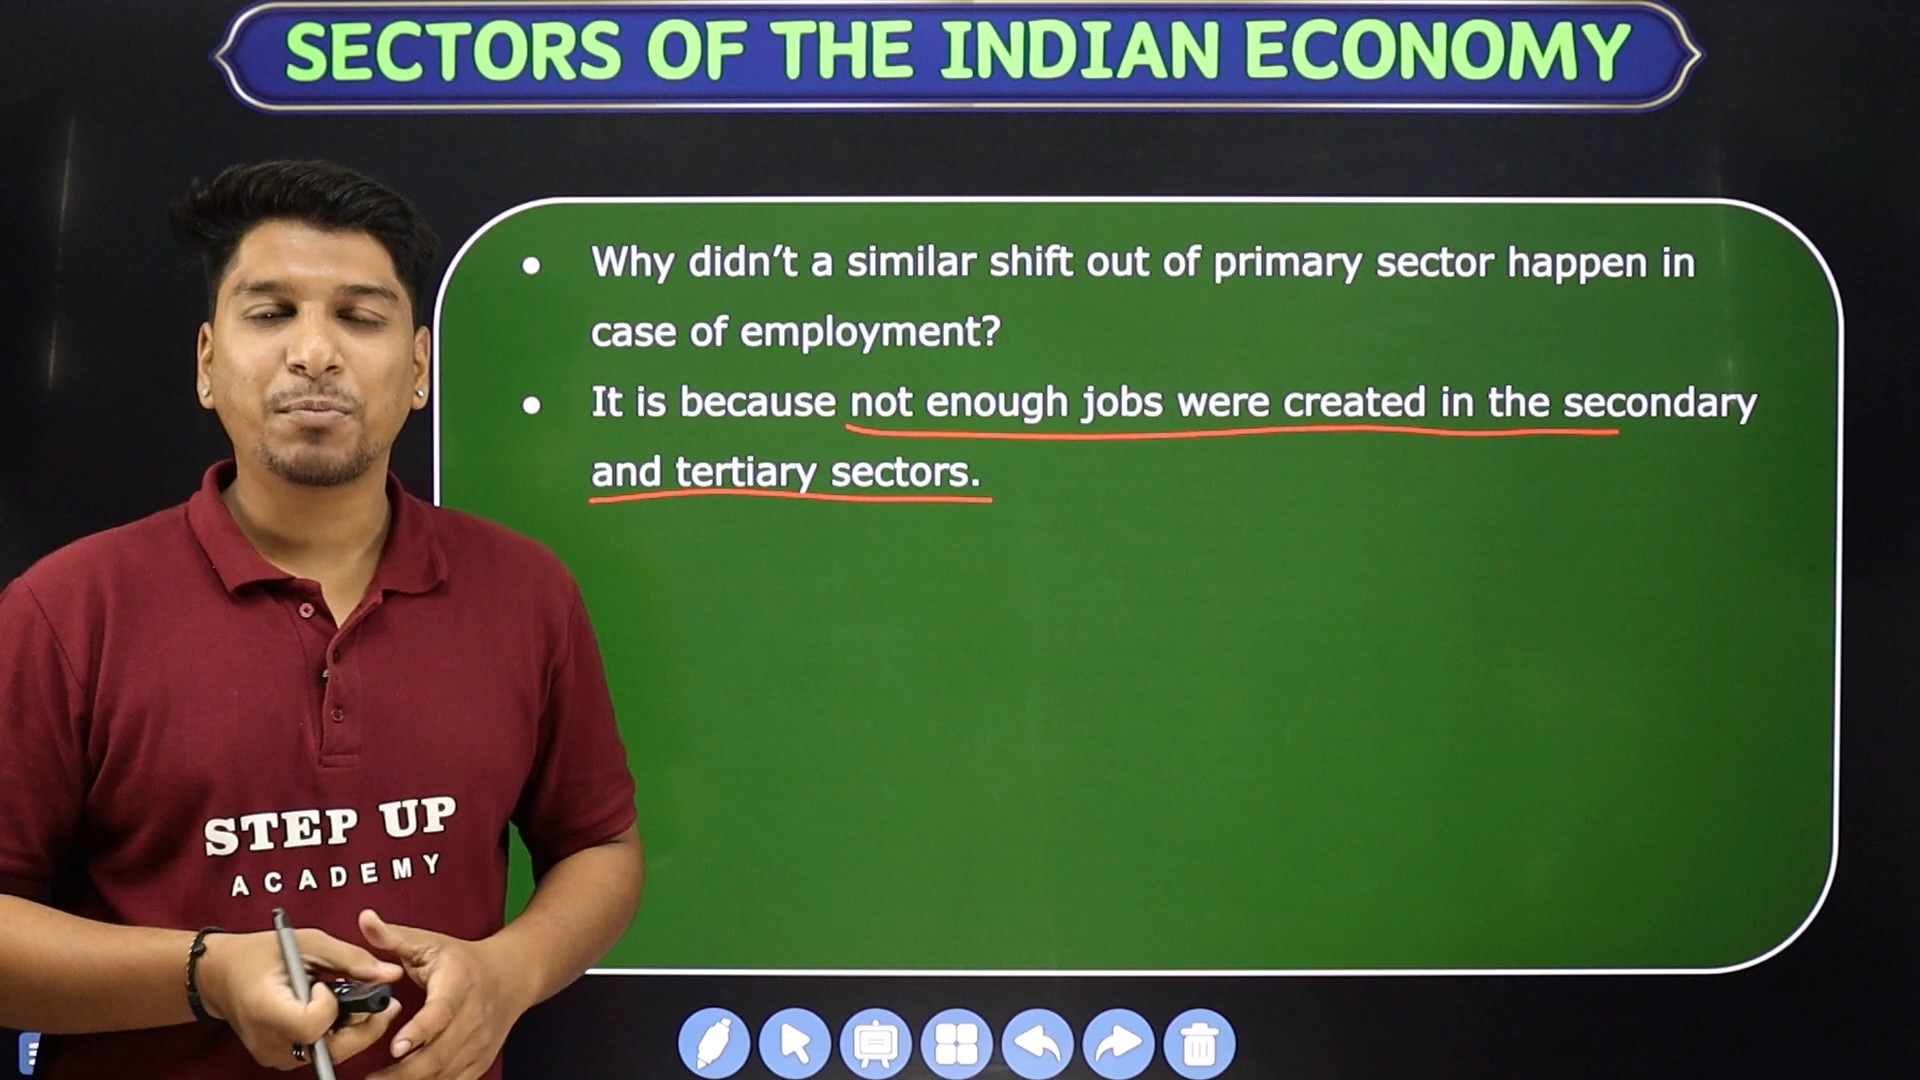 SECTORS OF THE INDIAN ECONOMY
• Why didn’t a similar shift out of primary sector happen in
case of employment?
• It is because not enough jobs were created in the secondary
and tertiary sectors.
STEP UP
ACADEMY